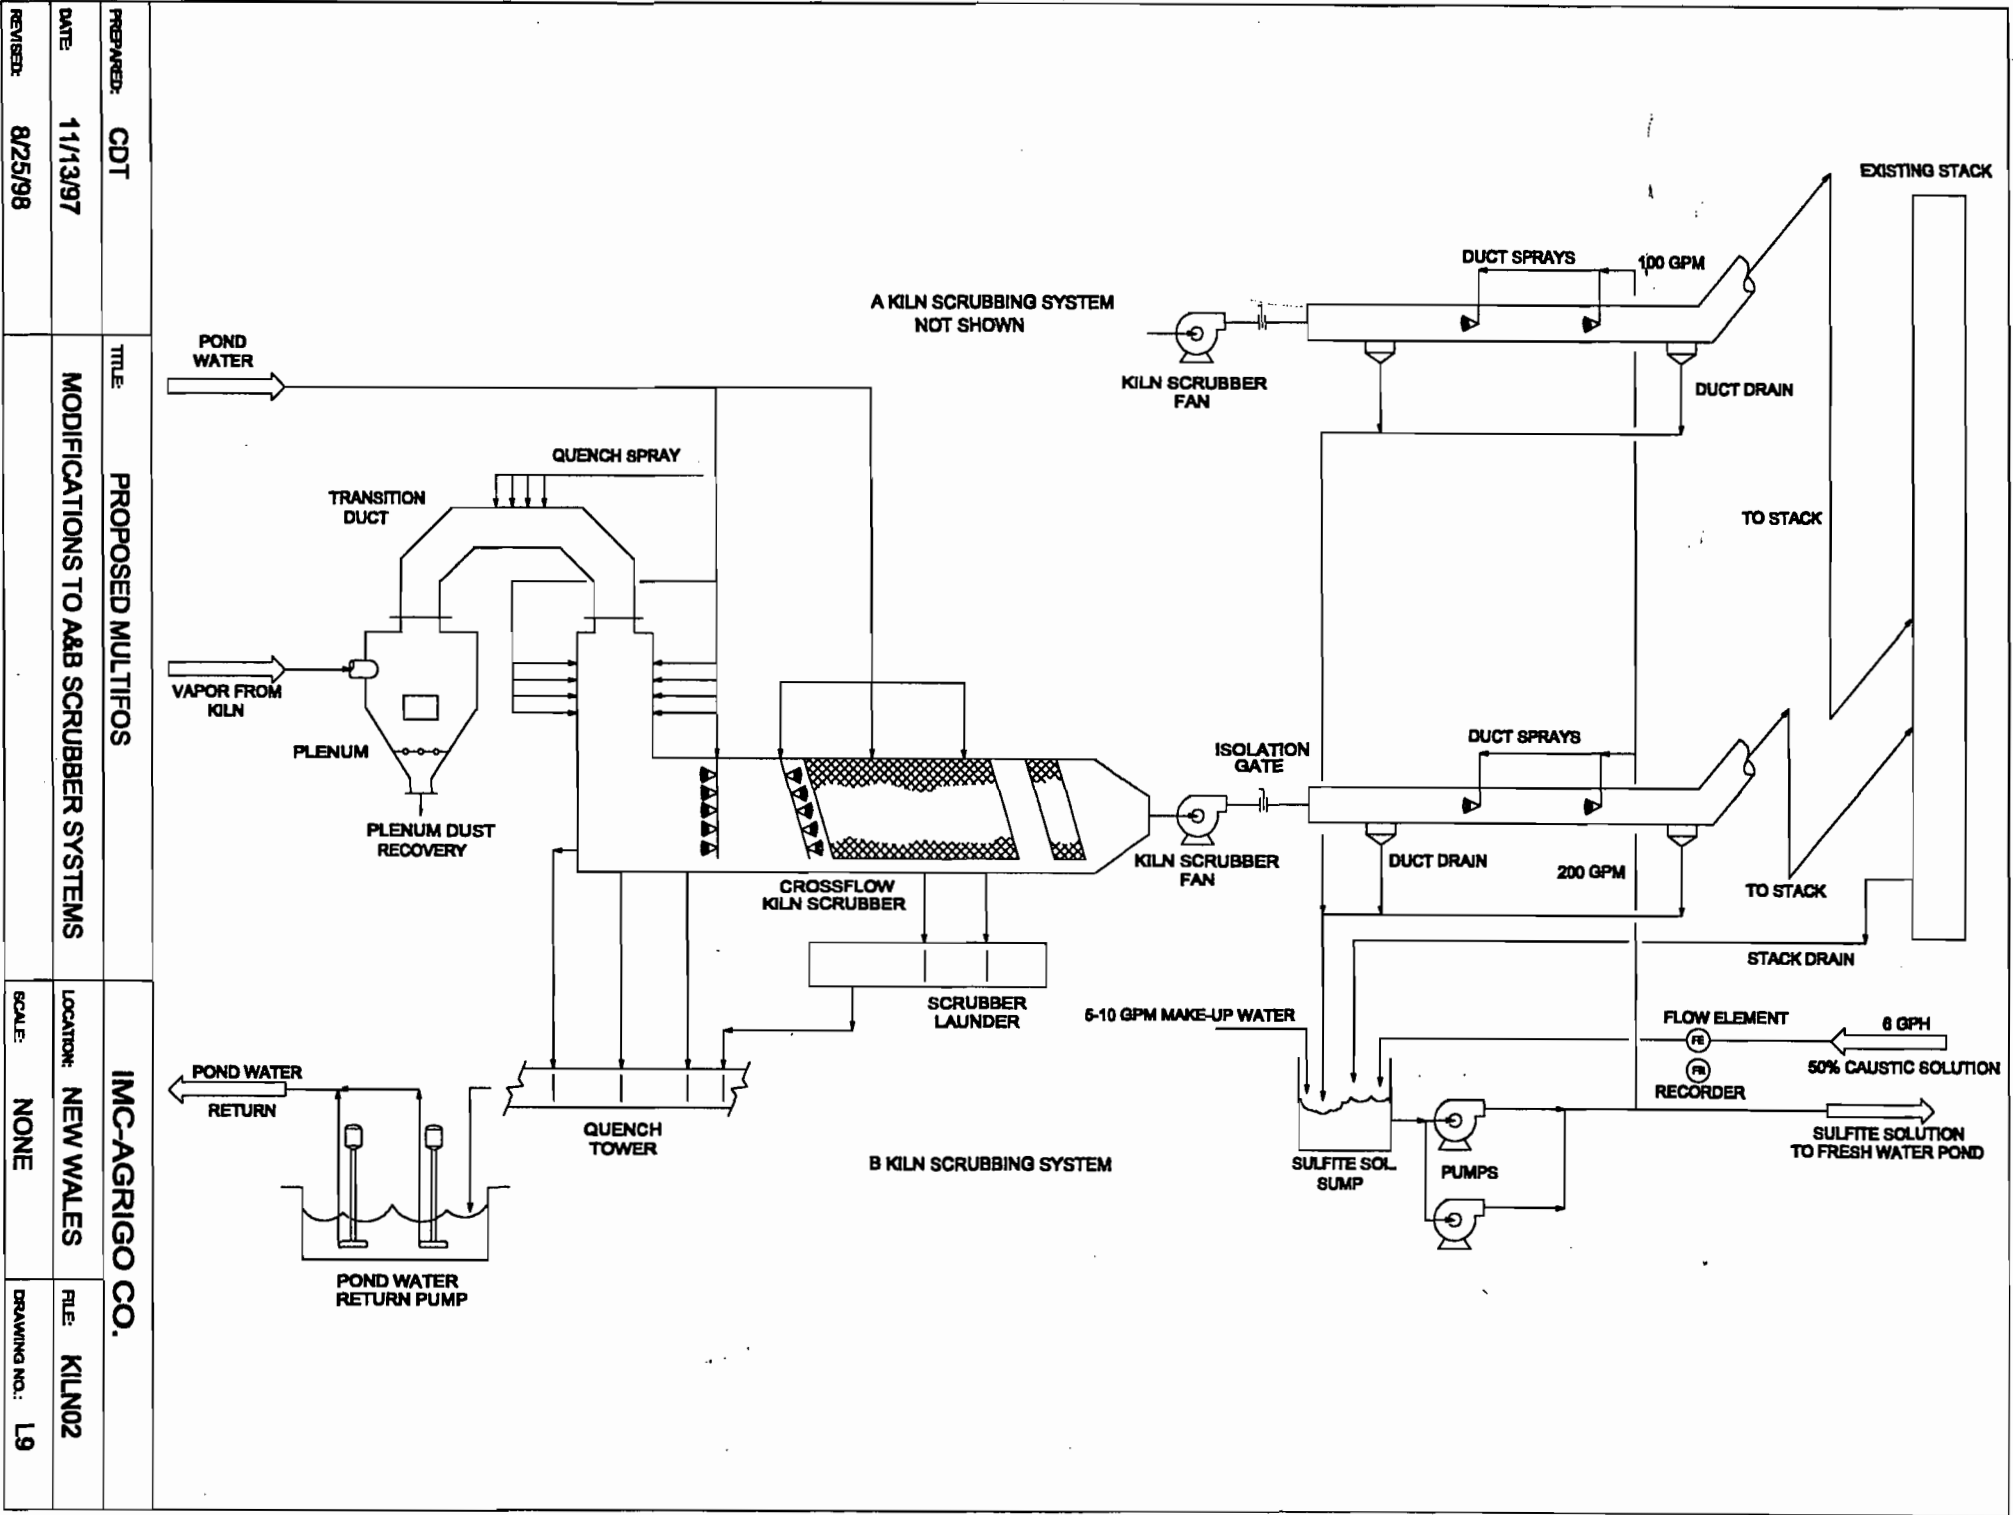 PREPARED: CDT
DATE: 11/13/97
REVISED: 8/25/98
TITLE: PROPOSED MULTIFOS
MODIFICATIONS TO A&B SCRUBBER SYSTEMS
IMC-AGRIGO CO.
LOCATION: NEW WALES
FILE: KILN02
SCALE: NONE
DRAWING NO.: L9
EXISTING STACK
DUCT SPRAYS
100 GPM
A KILN SCRUBBING SYSTEM
NOT SHOWN
KILN SCRUBBER
FAN
DUCT DRAIN
POND
WATER
QUENCH SPRAY
TRANSITION
DUCT
TO STACK
VAPOR FROM
KILN
PLENUM
PLENUM DUST
RECOVERY
ISOLATION
GATE
DUCT SPRAYS
KILN SCRUBBER
FAN
DUCT DRAIN
200 GPM
TO STACK
CROSSFLOW
KILN SCRUBBER
STACK DRAIN
SCRUBBER
LAUNDER
5-10 GPM MAKE-UP WATER
FLOW ELEMENT
FE
6 GPH
50% CAUSTIC SOLUTION
FR
RECORDER
POND WATER
RETURN
QUENCH
TOWER
B KILN SCRUBBING SYSTEM
SULFITE SOL.
SUMP
PUMPS
SULFITE SOLUTION
TO FRESH WATER POND
POND WATER
RETURN PUMP